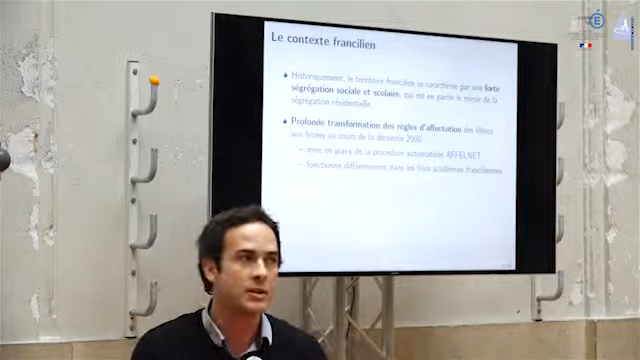 Le contexte francilien
Historiquement, le territoire francilien se caractérise par une forte
ségrégation sociale et scolaire, qui est en partie le miroir de la
ségrégation résidentielle
Profonde transformation des règles d'affectation des élèves
aux lycées au cours de la décennie 2000
– mise en place de la procédure automatisée AFFELNET
– fonctionne différemment dans les trois académies franciliennes